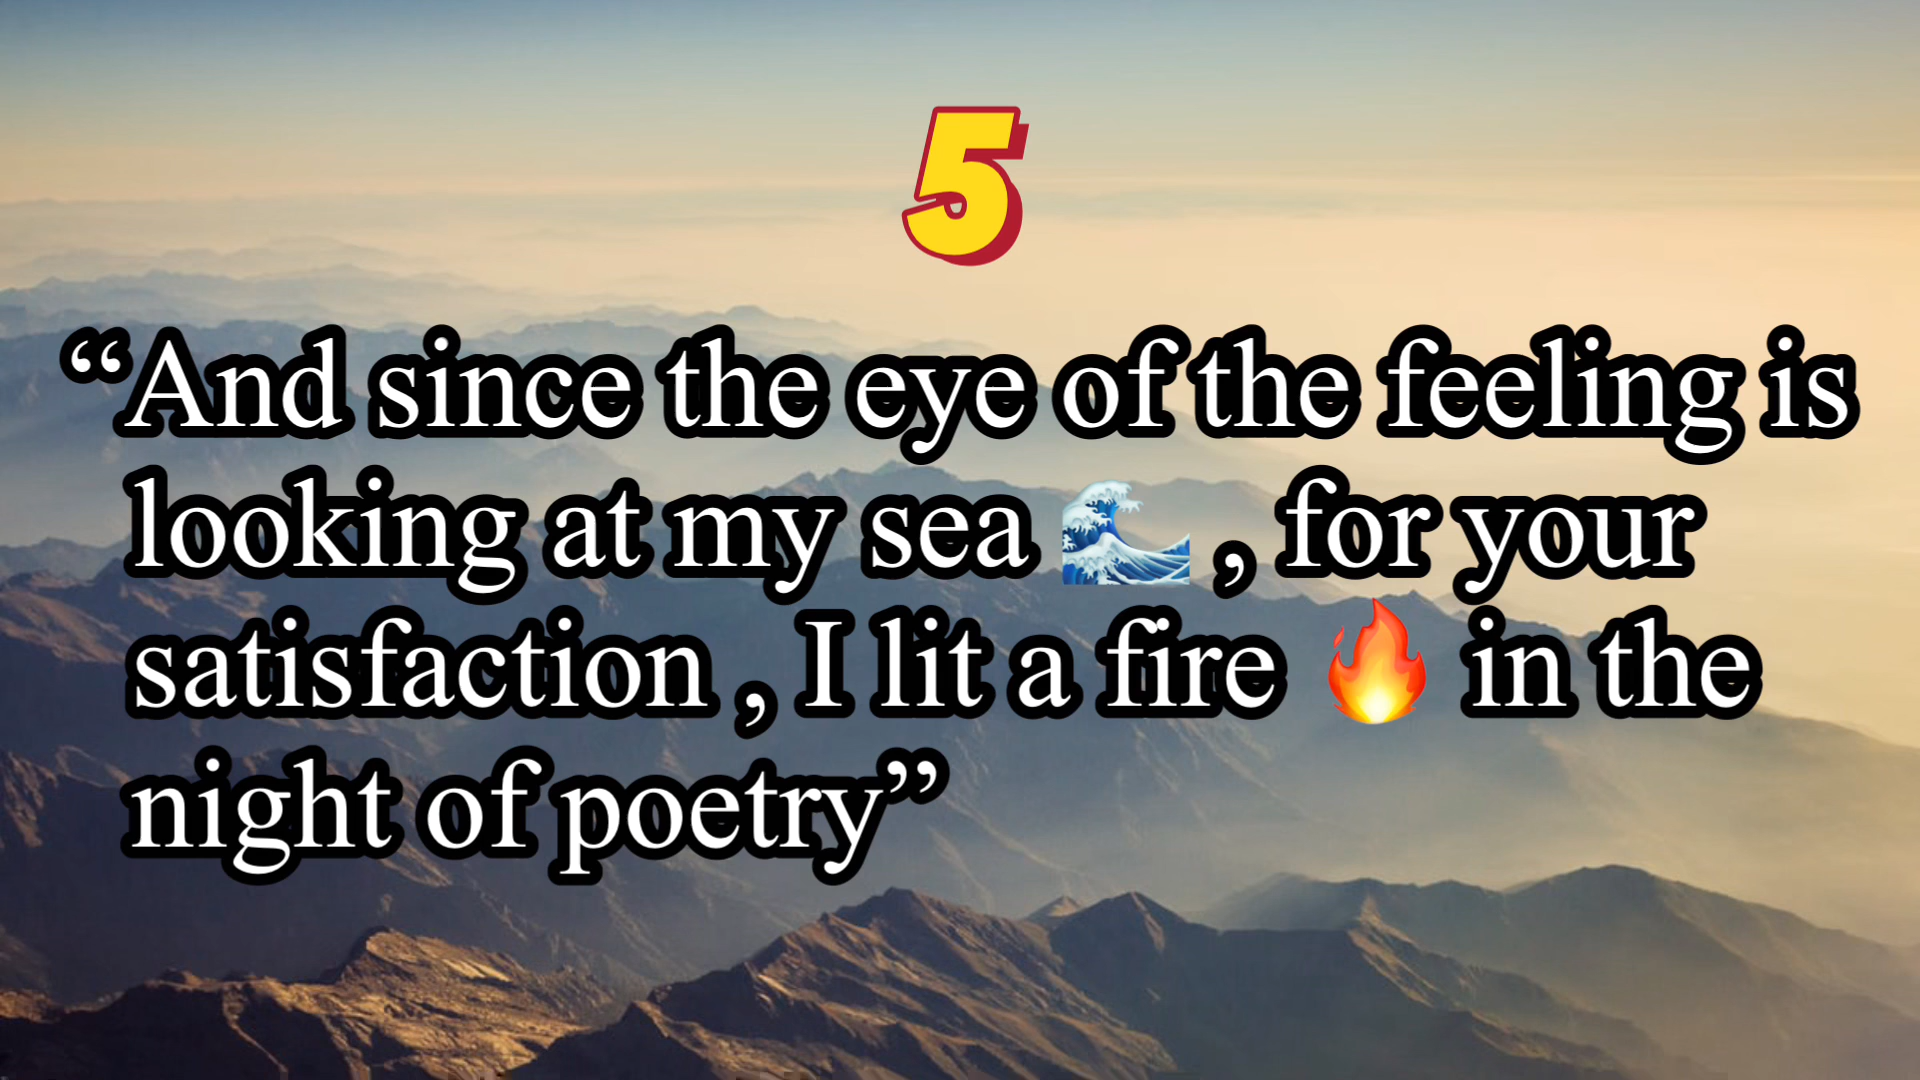 5
“And since the eye of the feeling is
looking at my sea 🌊 , for your
satisfaction , I lit a fire 🔥 in the
night of poetry”